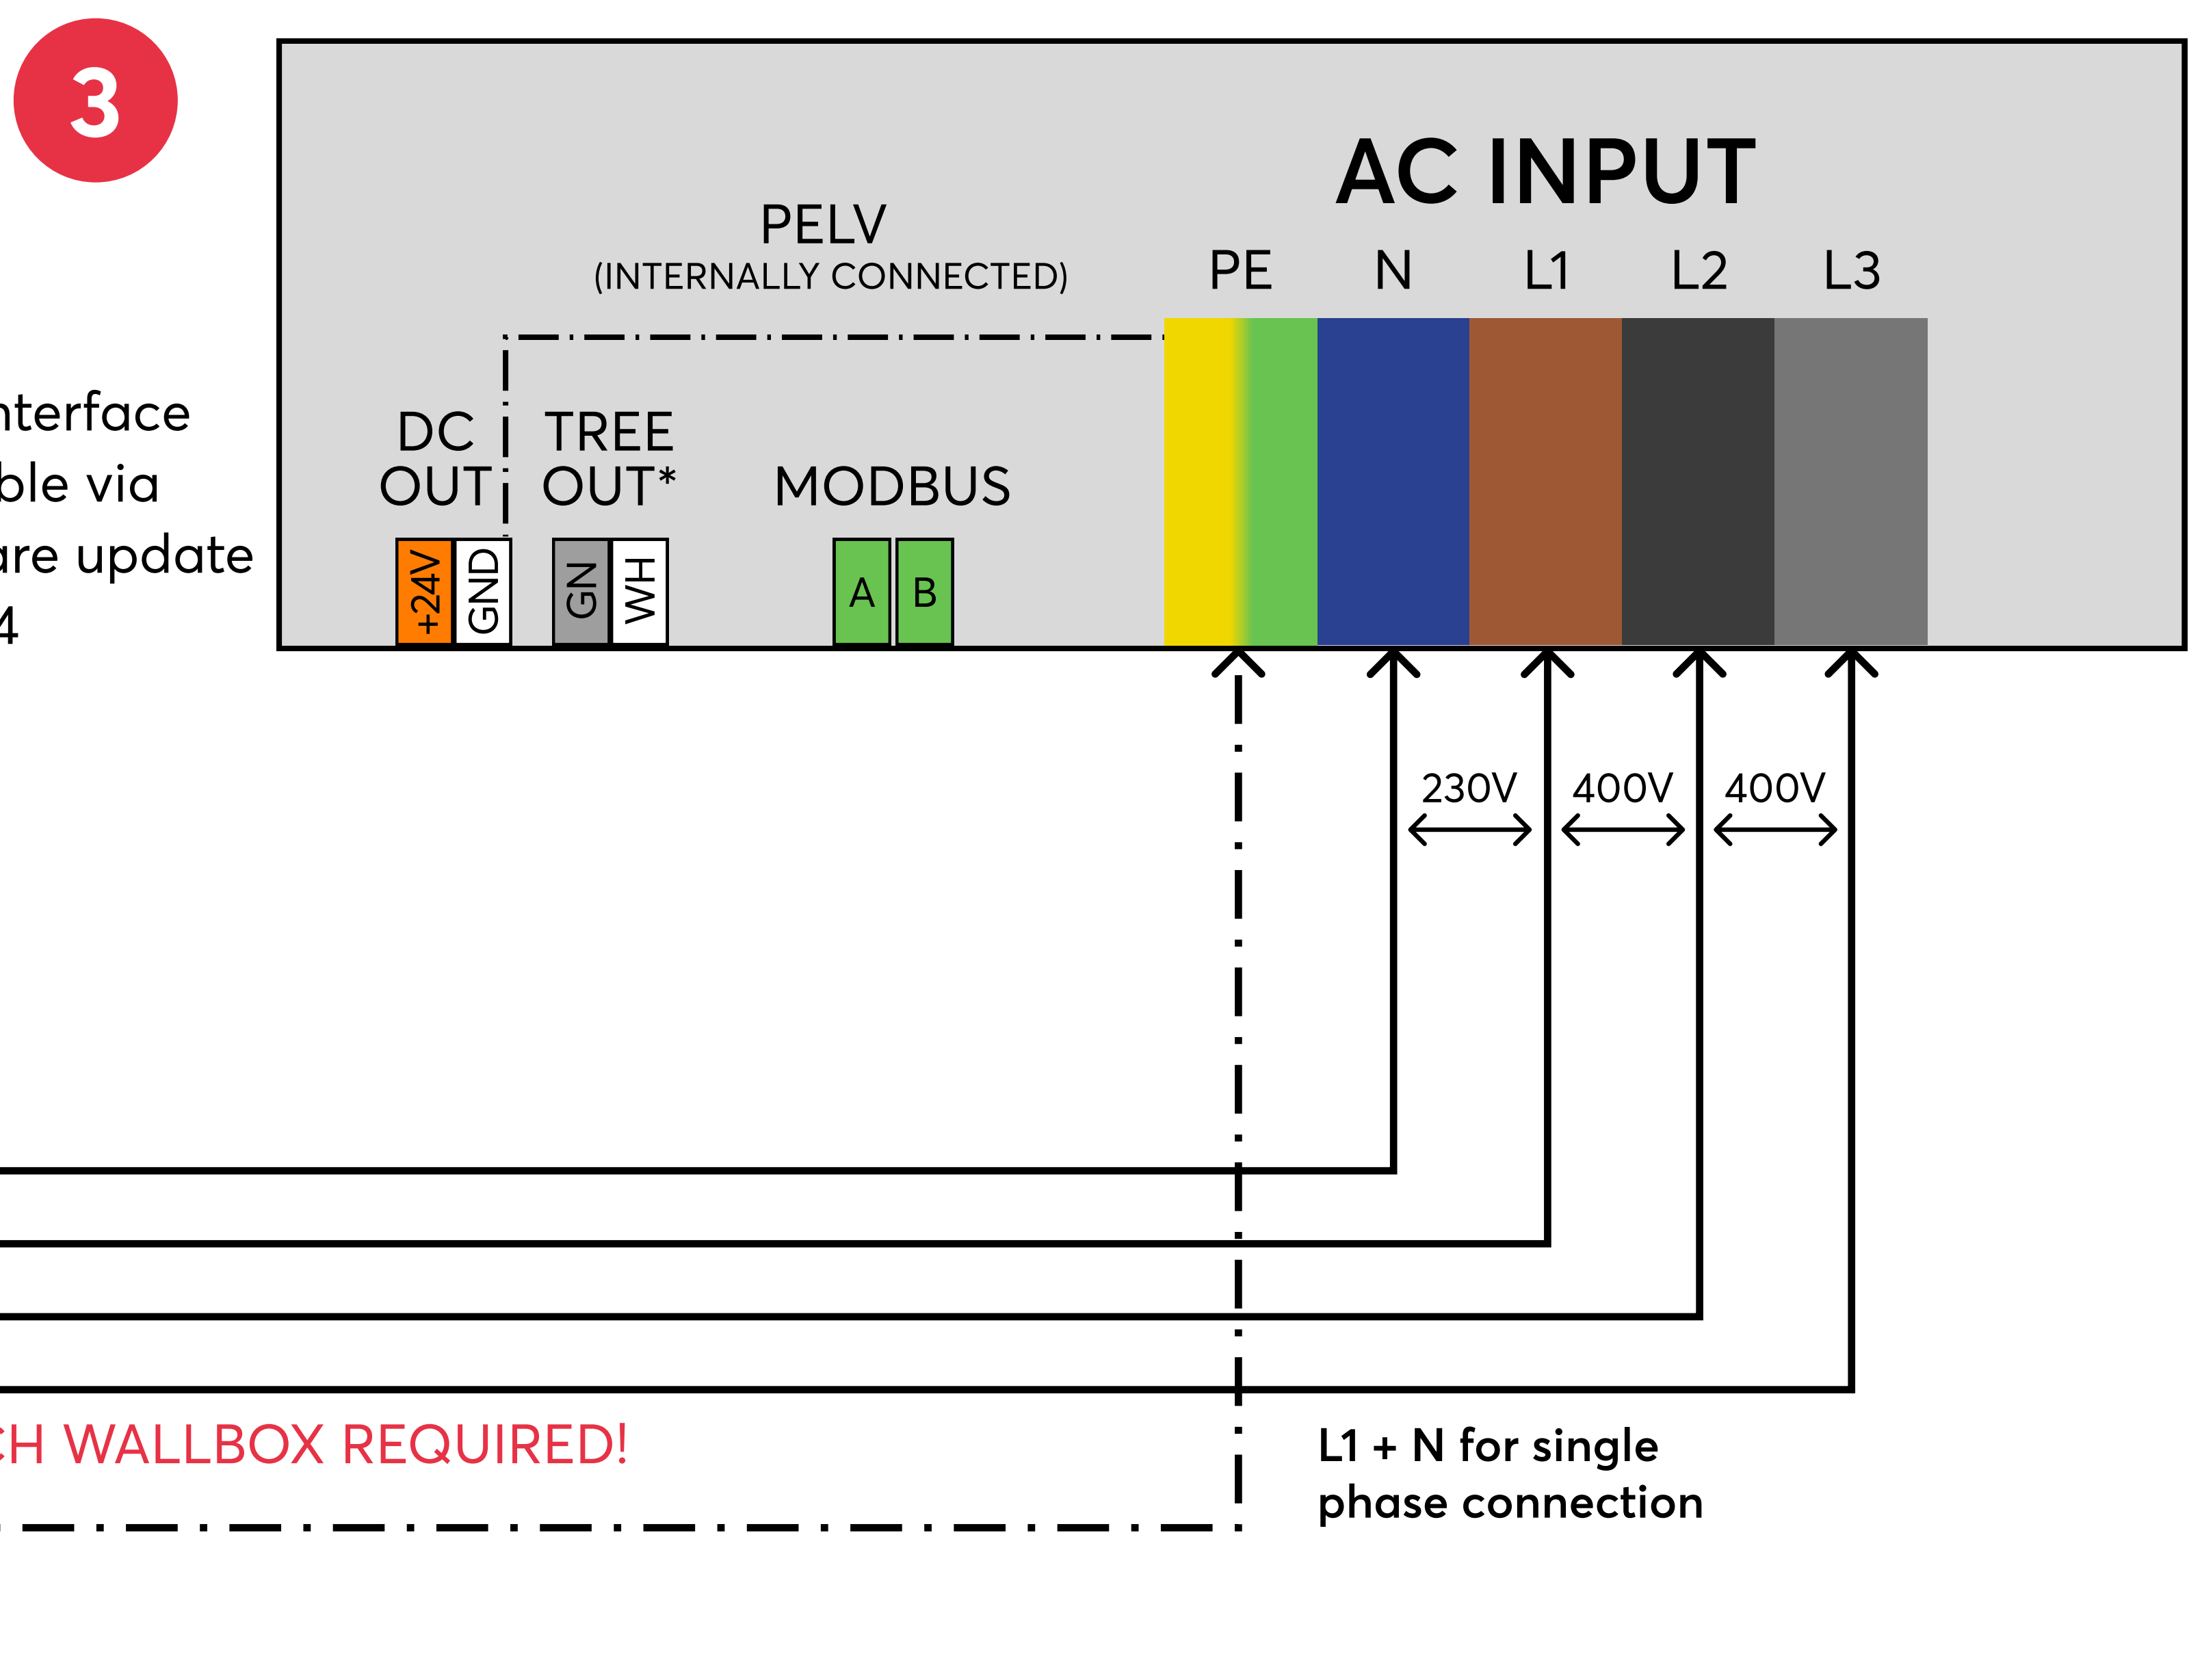 3
AC INPUT
PELV
(INTERNALLY CONNECTED)
PE N L1 L2 L3
nterface
ble via
are update
4
DC
OUT
TREE
OUT*
MODBUS
+24V GND GN WH A B
230V 400V 400V
CH WALLBOX REQUIRED!
L1 + N for single
phase connection